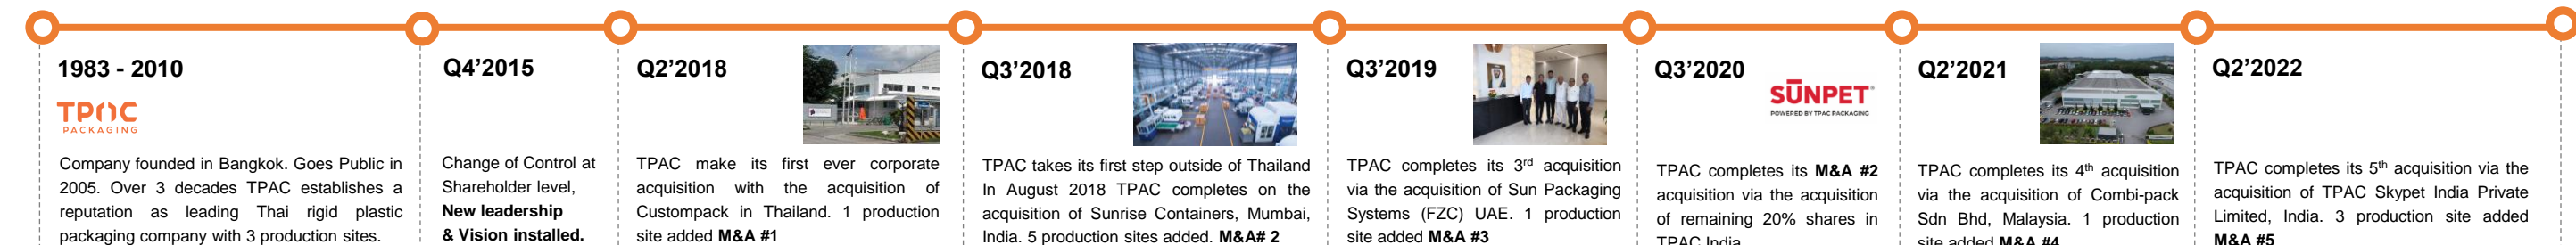 1983 - 2010
TPAC
PACKAGING
Company founded in Bangkok. Goes Public in
2005. Over 3 decades TPAC establishes a
reputation as leading Thai rigid plastic
packaging company with 3 production sites.
Q4’2015
Change of Control at
Shareholder level,
New leadership
& Vision installed.
Q2’2018
TPAC make its first ever corporate
acquisition with the acquisition of
Custompack in Thailand. 1 production
site added M&A #1
Q3’2018
TPAC takes its first step outside of Thailand
In August 2018 TPAC completes on the
acquisition of Sunrise Containers, Mumbai,
India. 5 production sites added. M&A# 2
Q3’2019
TPAC completes its 3rd acquisition
via the acquisition of Sun Packaging
Systems (FZC) UAE. 1 production
site added M&A #3
Q3’2020
SUNPET
POWERED BY TPAC PACKAGING
TPAC completes its M&A #2
acquisition via the acquisition
of remaining 20% shares in
TPAC India
Q2’2021
TPAC completes its 4th acquisition
via the acquisition of Combi-pack
Sdn Bhd, Malaysia. 1 production
site added M&A #4
Q2’2022
TPAC completes its 5th acquisition via the
acquisition of TPAC Skypet India Private
Limited, India. 3 production site added
M&A #5